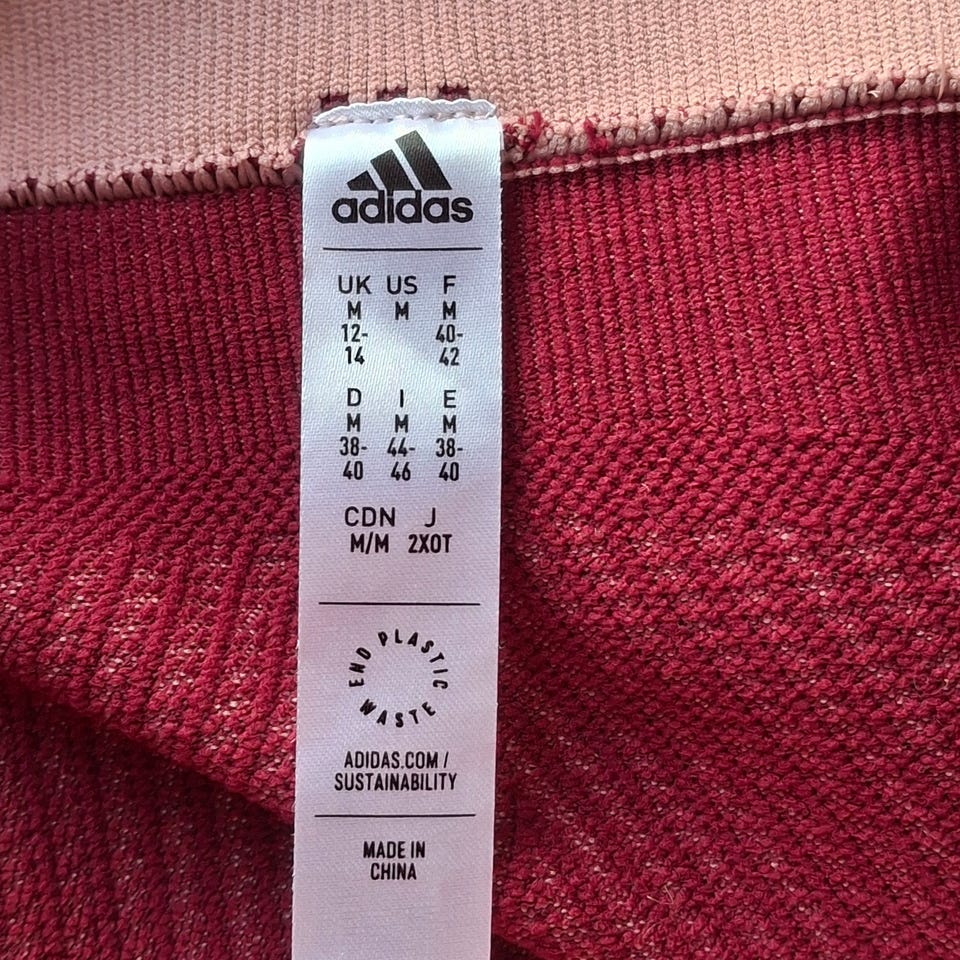 adidas
UK US F
M M M
12- 40-
14 42
D I E
M M M
38- 44- 38-
40 46 40
CDN J
M/M 2XOT
END PLASTIC
WASTE
ADIDAS.COM /
SUSTAINABILITY
MADE IN
CHINA